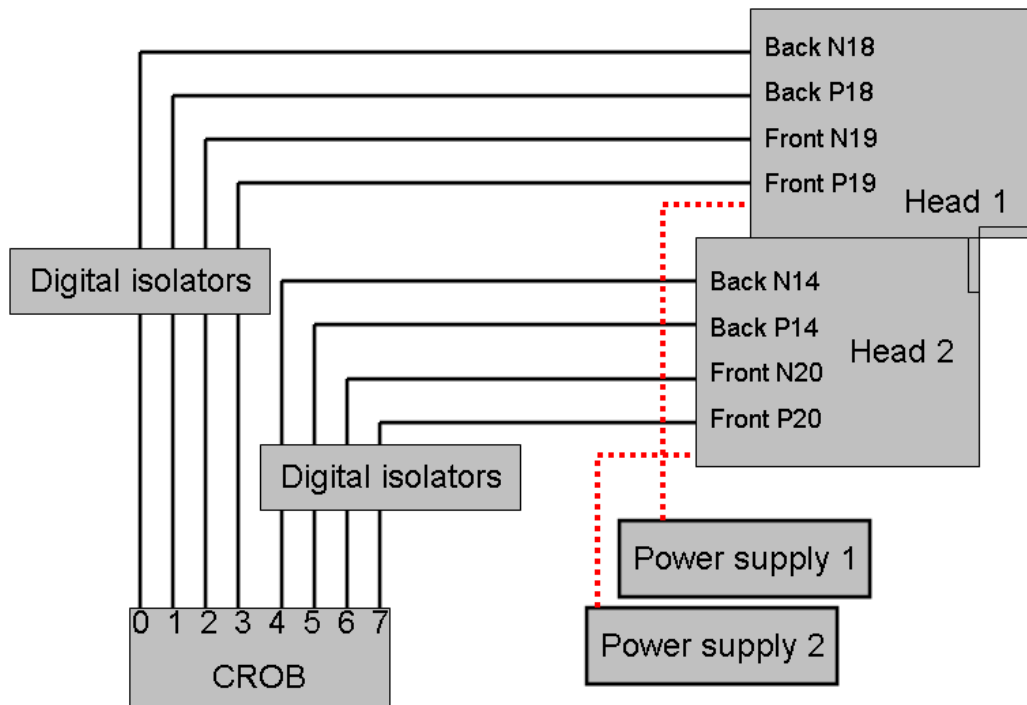 Back N18
Back P18
Front N19
Front P19
Head 1
Digital isolators
Back N14
Back P14
Head 2
Front N20
Front P20
Digital isolators
Power supply 1
Power supply 2
0 1 2 3 4 5 6 7
CROB